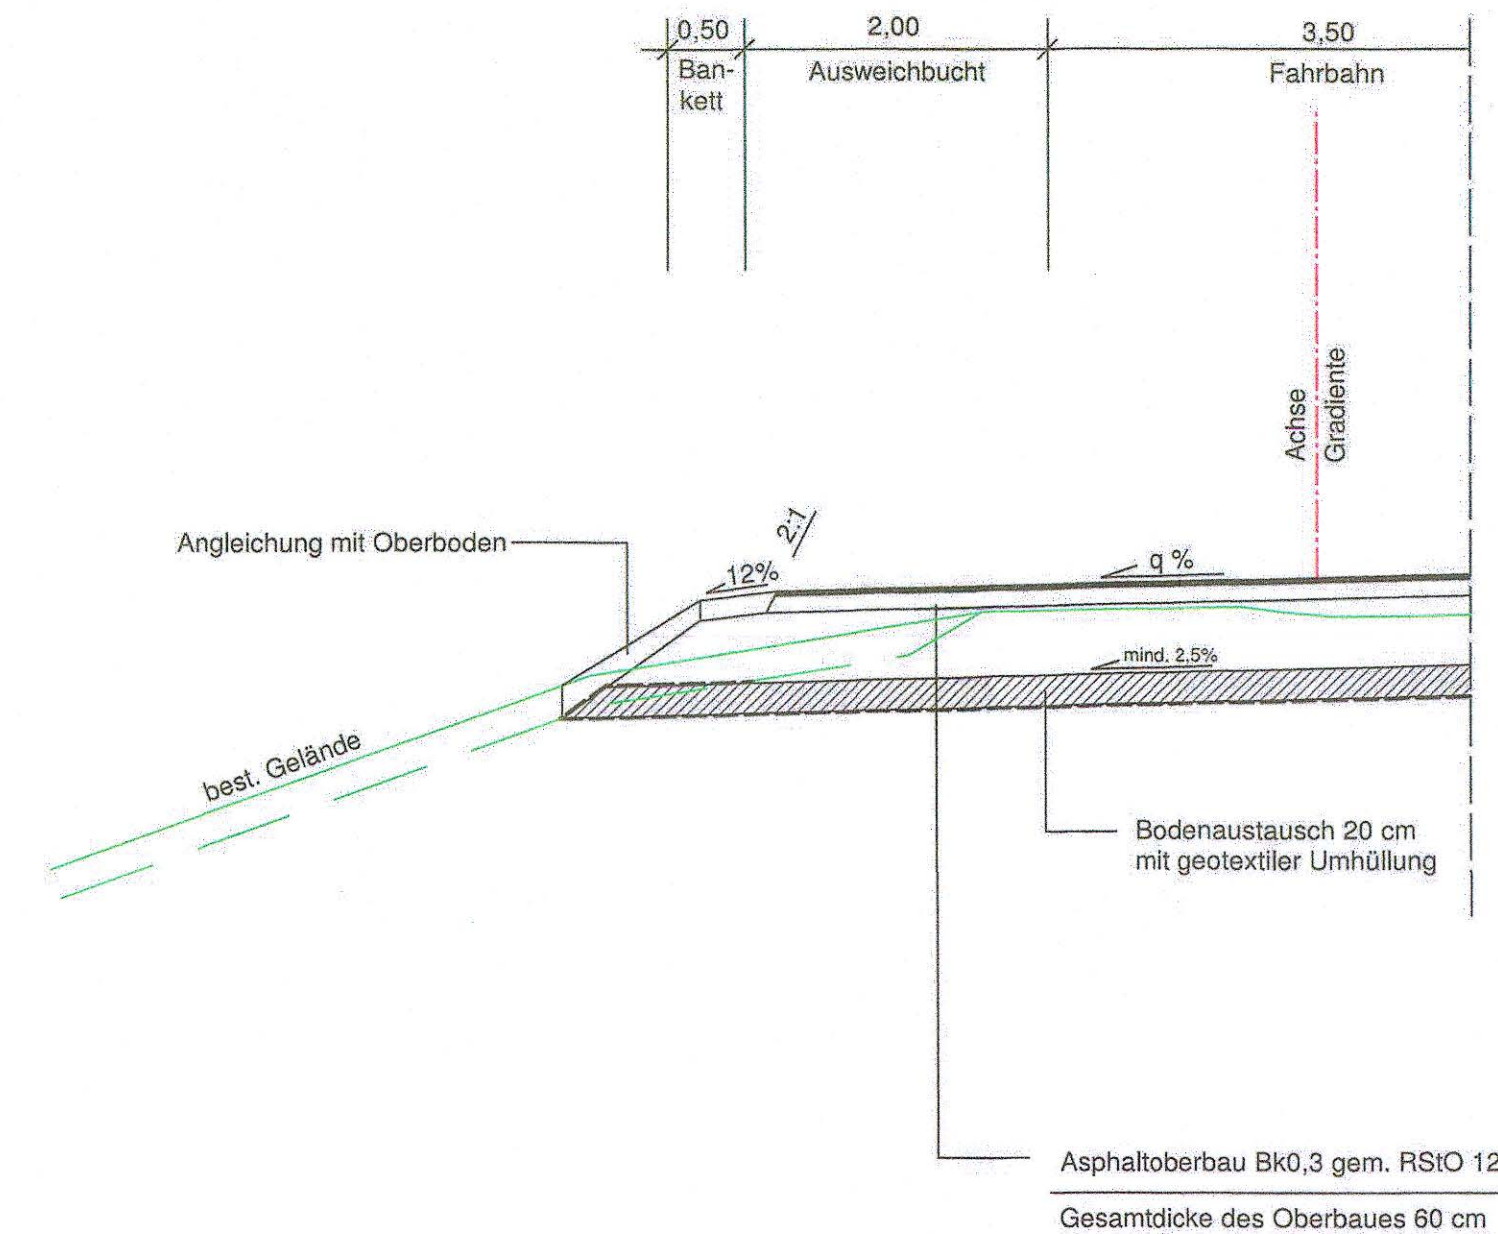 0,50
2,00
3,50
Ban-
kett
Ausweichbucht
Fahrbahn
Achse
Gradiente
2:1
Angleichung mit Oberboden
12%
q %
mind. 2,5%
best. Gelände
Bodenaustausch 20 cm
mit geotextiler Umhüllung
Asphaltoberbau Bk0,3 gem. RStO 12
Gesamtdicke des Oberbaues 60 cm